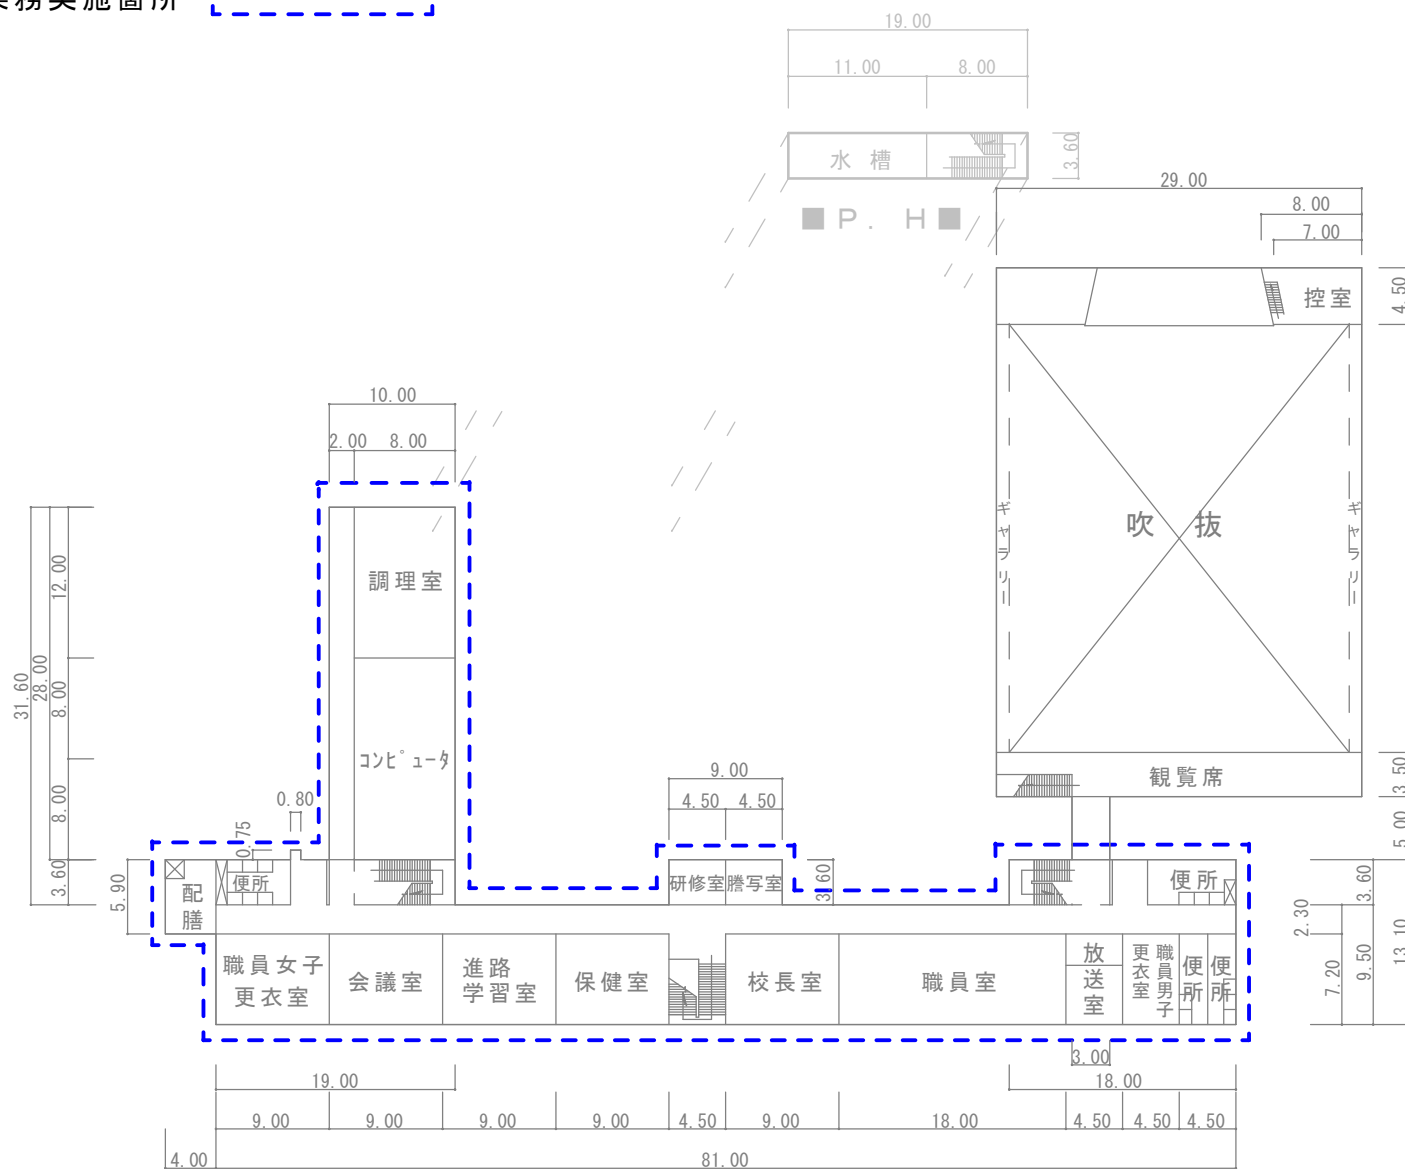 務実施箇所
19.00
11.00 8.00
水槽
3.60
■P. H■
29.00
8.00
7.00
控室
4.50
10.00
2.00 8.00
吹 抜
ギャラリー
ギャラリー
調理室
コンピュータ
12.00
8.00
8.00
28.00
31.60
3.60
0.80
0.75
5.90
観覧席
3.50
5.00
9.00
4.50 4.50
研修室
謄写室
3.60
配膳
便所
便所
3.60
2.30
7.20
9.50
13.10
職員女子
更衣室
会議室
進路
学習室
保健室
校長室
職員室
放送室
職員男子
更衣室
便所
便所
3.00
19.00
18.00
9.00 9.00 9.00 9.00 4.50 9.00 18.00 4.50 4.50 4.50
4.00 81.00